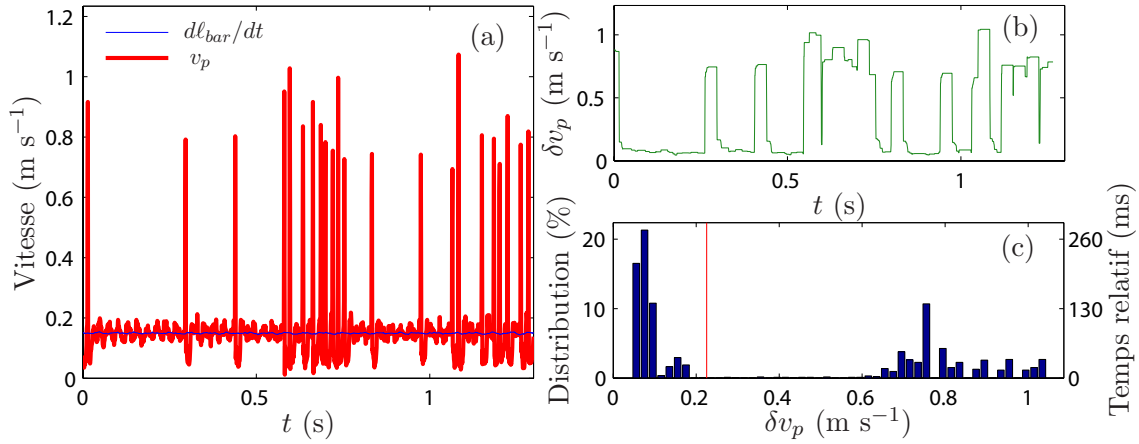 1.2
1
0.8
0.6
0.4
0.2
0
Vitesse (m s⁻¹)
dℓ_bar/dt
v_p
(a)
0 0.5 1
t (s)
(b)
1
0.5
0
δv_p (m s⁻¹)
0 0.5 1
t (s)
(c)
20
10
0
Distribution (%)
260
130
0
Temps relatif (ms)
0 0.2 0.4 0.6 0.8 1.0
δv_p (m s⁻¹)